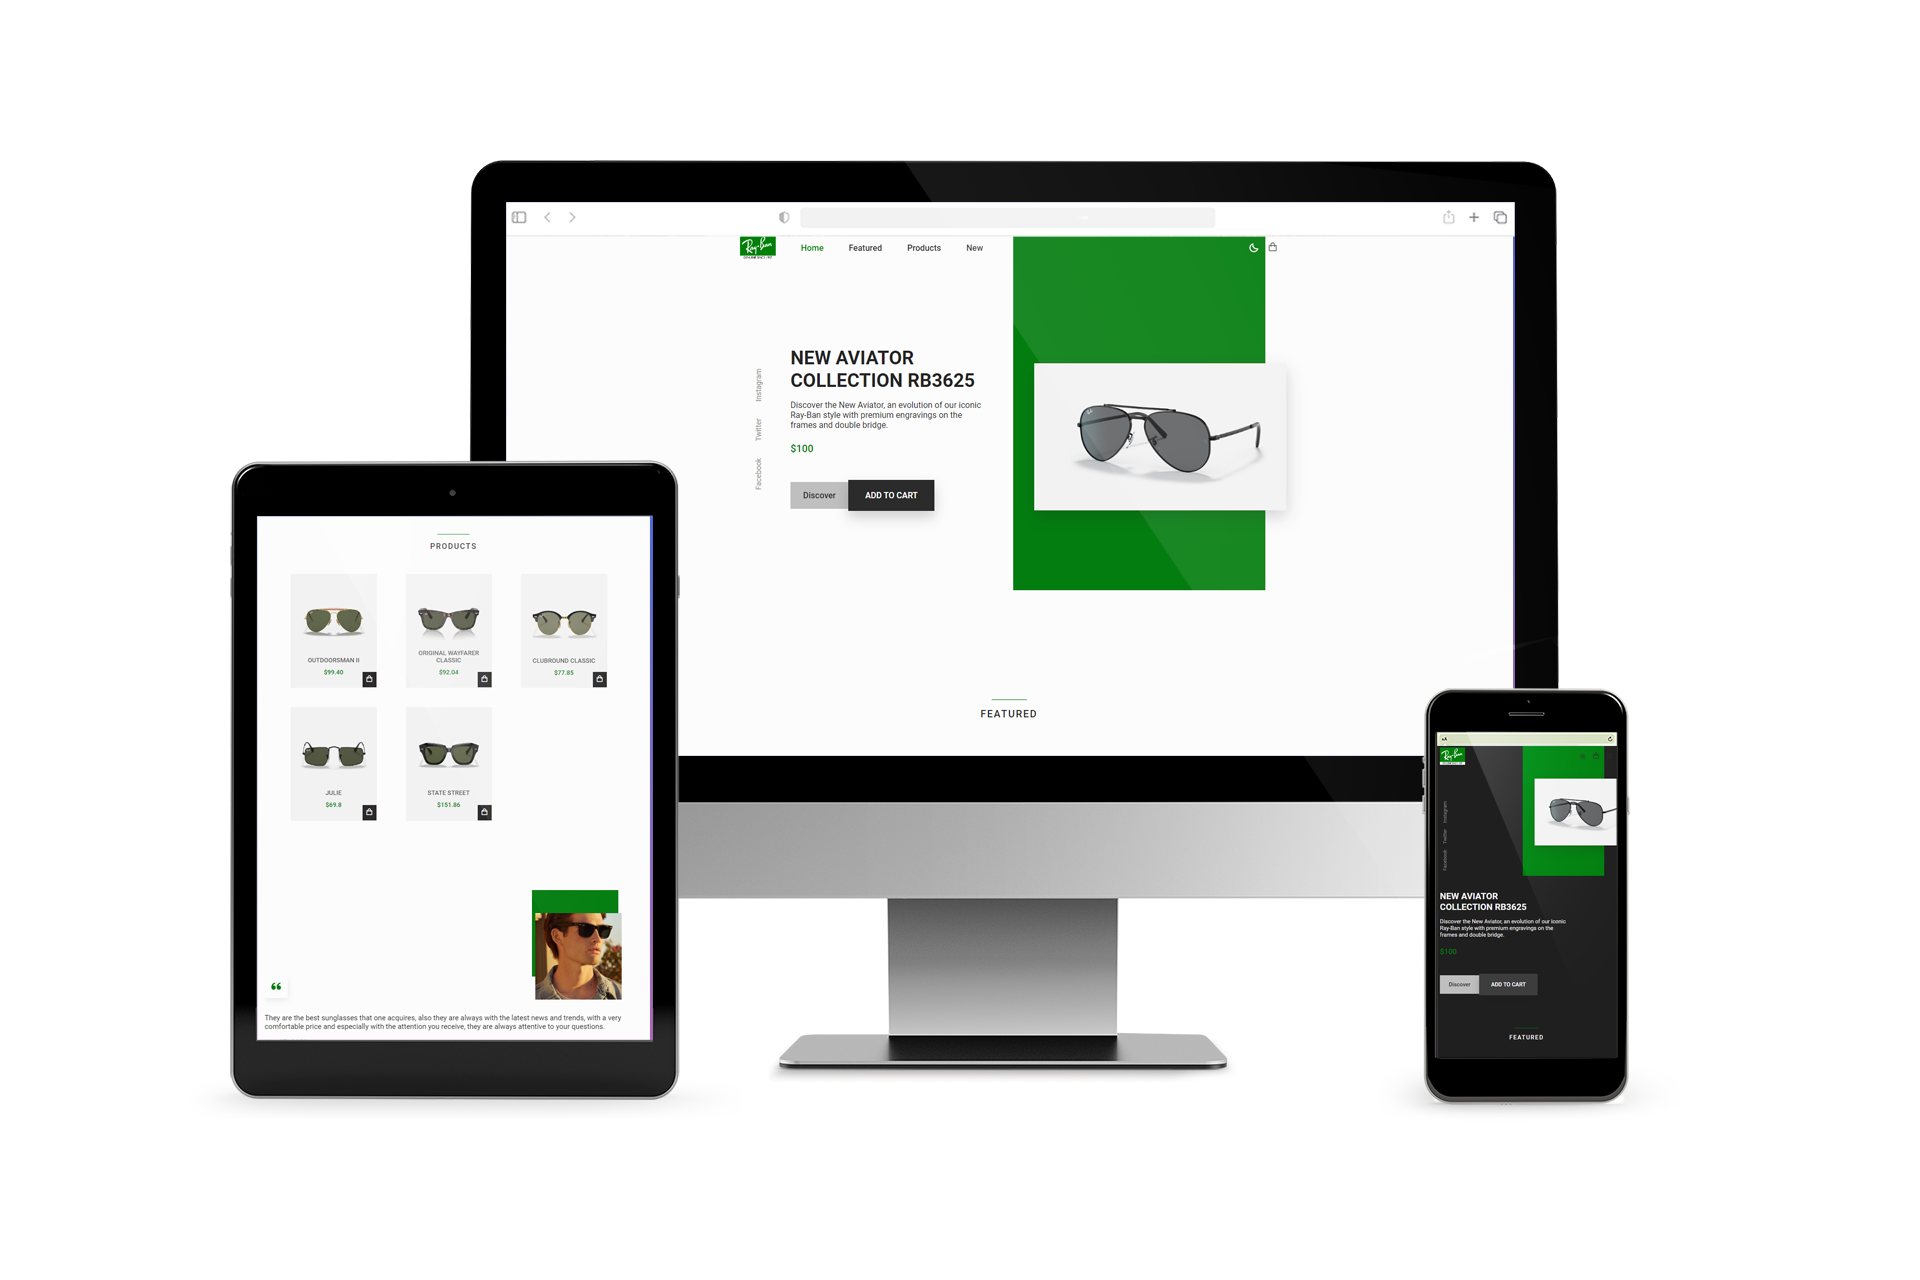 Ray-Ban
Home
Featured
Products
New
NEW AVIATOR
COLLECTION RB3625
Discover the New Aviator, an evolution of our iconic
Ray-Ban style with premium engravings on the
frames and double bridge.
$100
Discover
ADD TO CART
Instagram
Twitter
Facebook
FEATURED
PRODUCTS
OUTDOORSMAN II
$99.40
ORIGINAL WAYFARER
CLASSIC
$92.04
CLUBROUND CLASSIC
$77.85
JULIE
$69.8
STATE STREET
$151.86
They are the best sunglasses that one acquires, also they are always with the latest news and trends, with a very
comfortable price and especially with the attention you receive, they are always attentive to your questions.
AA
Ray-Ban
Instagram
Twitter
Facebook
NEW AVIATOR
COLLECTION RB3625
Discover the New Aviator, an evolution of our iconic
Ray-Ban style with premium engravings on the
frames and double bridge.
$100
Discover
ADD TO CART
FEATURED